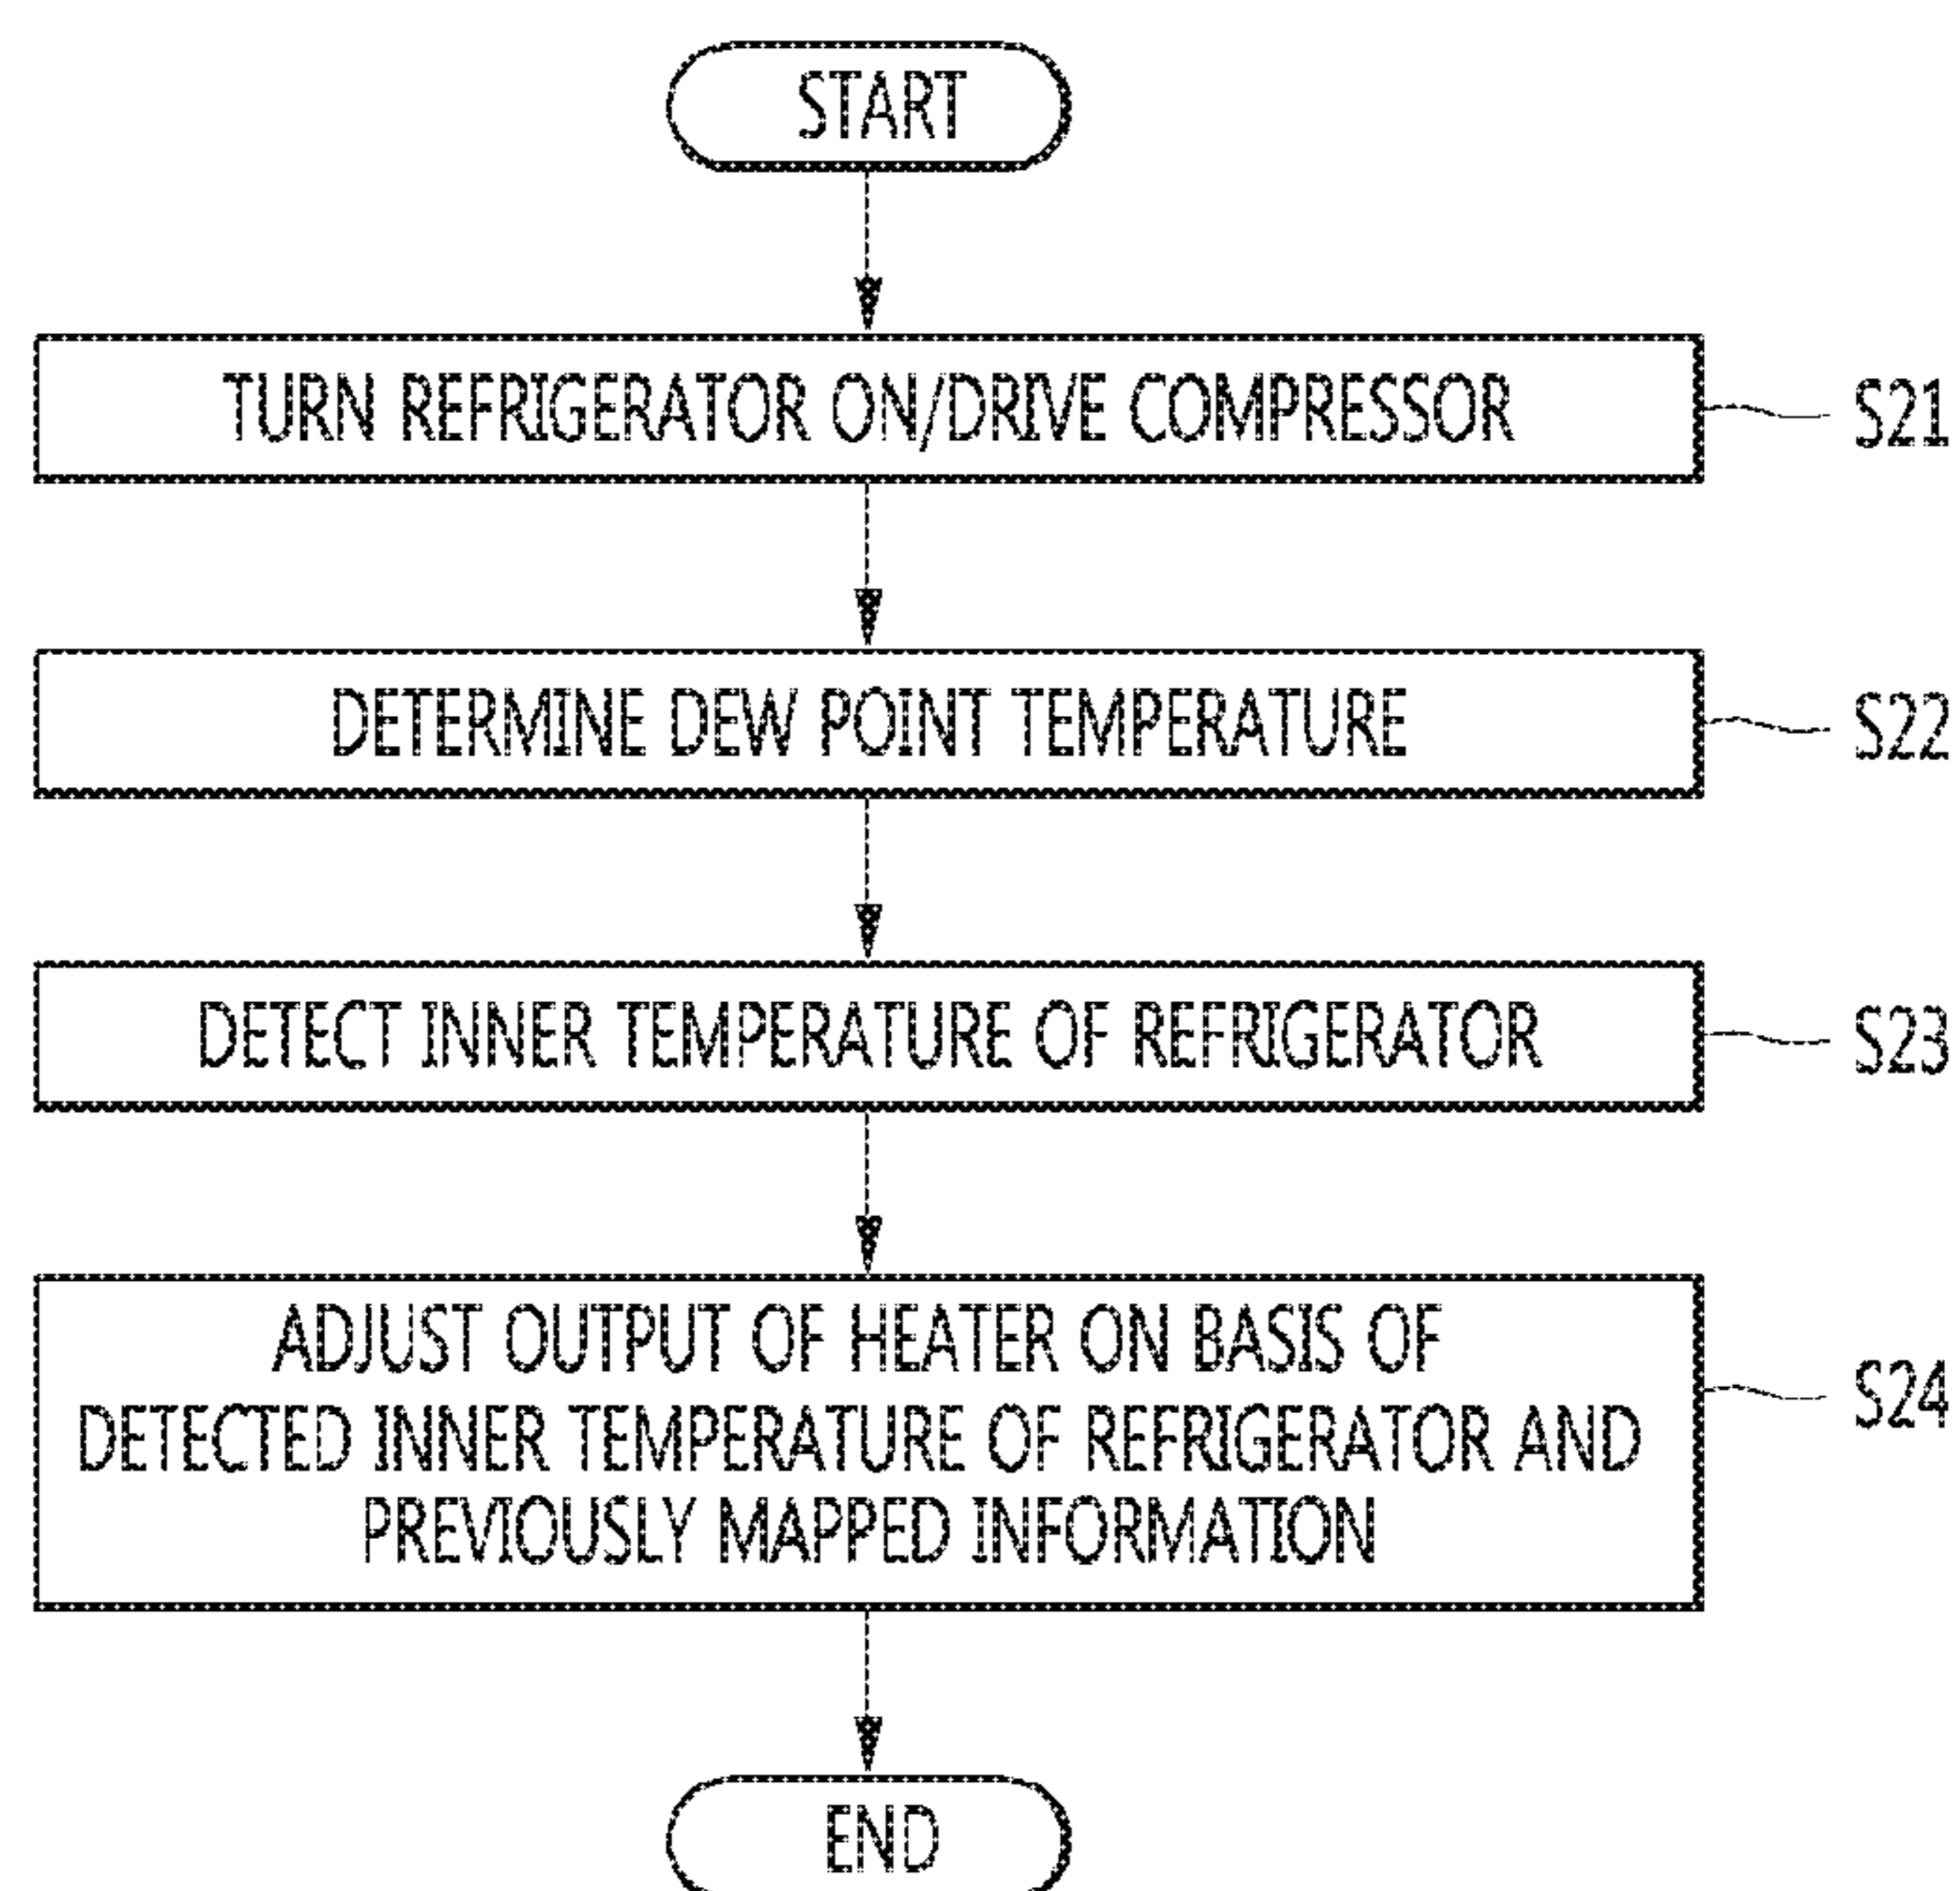 START
TURN REFRIGERATOR ON/DRIVE COMPRESSOR
S21
DETERMINE DEW POINT TEMPERATURE
S22
DETECT INNER TEMPERATURE OF REFRIGERATOR
S23
ADJUST OUTPUT OF HEATER ON BASIS OF
DETECTED INNER TEMPERATURE OF REFRIGERATOR AND
PREVIOUSLY MAPPED INFORMATION
S24
END